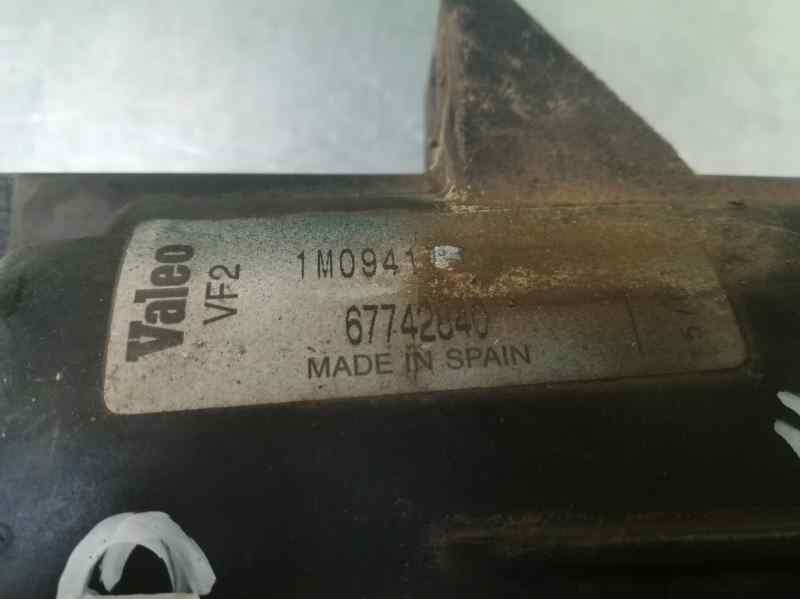 Valeo
VF2
1M0941
67742840
MADE IN SPAIN